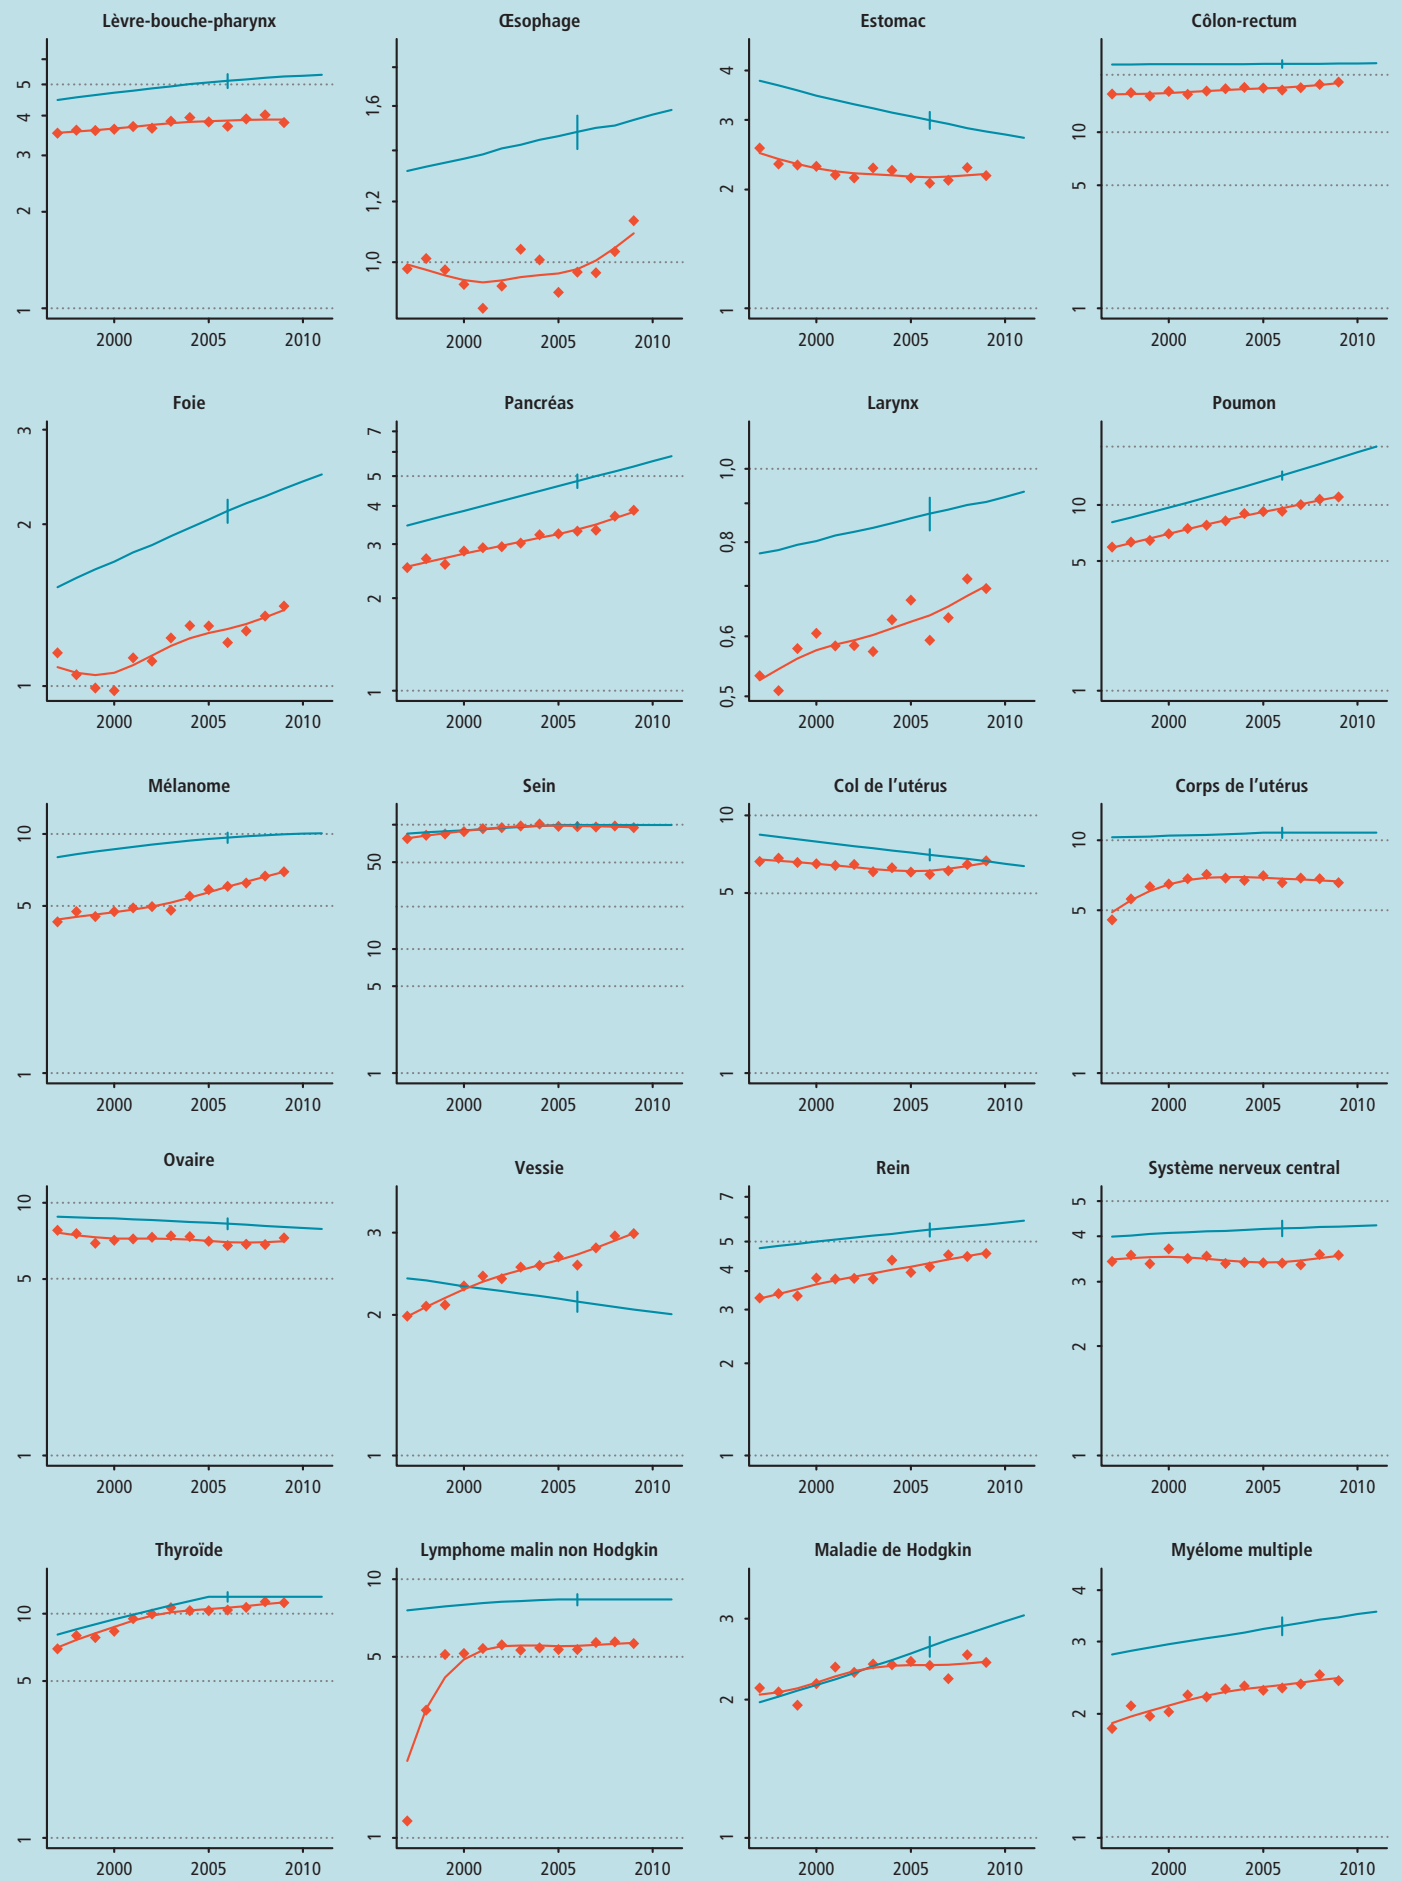 Lèvre-bouche-pharynx
5
4
3
2
1
2000 2005 2010
Œsophage
1,6
1,2
1,0
2000 2005 2010
Estomac
4
3
2
1
2000 2005 2010
Côlon-rectum
10
5
1
2000 2005 2010
Foie
3
2
1
2000 2005 2010
Pancréas
7
5
4
3
2
1
2000 2005 2010
Larynx
1,0
0,8
0,6
0,5
2000 2005 2010
Poumon
10
5
1
2000 2005 2010
Mélanome
10
5
1
2000 2005 2010
Sein
50
10
5
1
2000 2005 2010
Col de l’utérus
10
5
1
2000 2005 2010
Corps de l’utérus
10
5
1
2000 2005 2010
Ovaire
10
5
1
2000 2005 2010
Vessie
3
2
1
2000 2005 2010
Rein
7
5
4
3
2
1
2000 2005 2010
Système nerveux central
5
4
3
2
1
2000 2005 2010
Thyroïde
10
5
1
2000 2005 2010
Lymphome malin non Hodgkin
10
5
1
2000 2005 2010
Maladie de Hodgkin
3
2
1
2000 2005 2010
Myélome multiple
4
3
2
1
2000 2005 2010